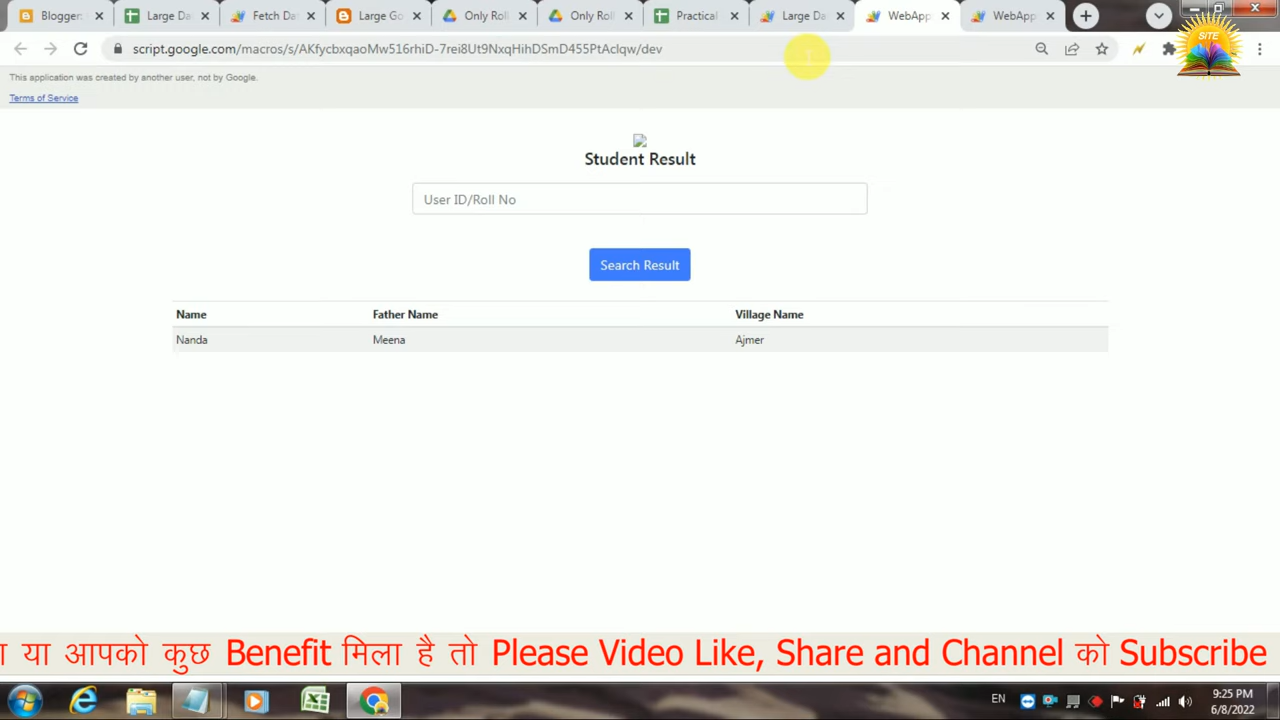 Blogger: 
Large Da
Fetch Da
Large Go
Only Roll
Only Roll
Practical
Large Da
WebApp
WebApp
script.google.com/macros/s/AKfycbxqaoMw516rhiD-7rei8Ut9NxqHihDSmD455PtAclqw/dev
SITE
This application was created by another user, not by Google.
Terms of Service
Student Result
User ID/Roll No
Search Result
Name Father Name Village Name
Nanda Meena Ajmer
या आपको कुछ Benefit मिला है तो Please Video Like, Share and Channel को Subscribe
EN
9:25 PM
6/8/2022